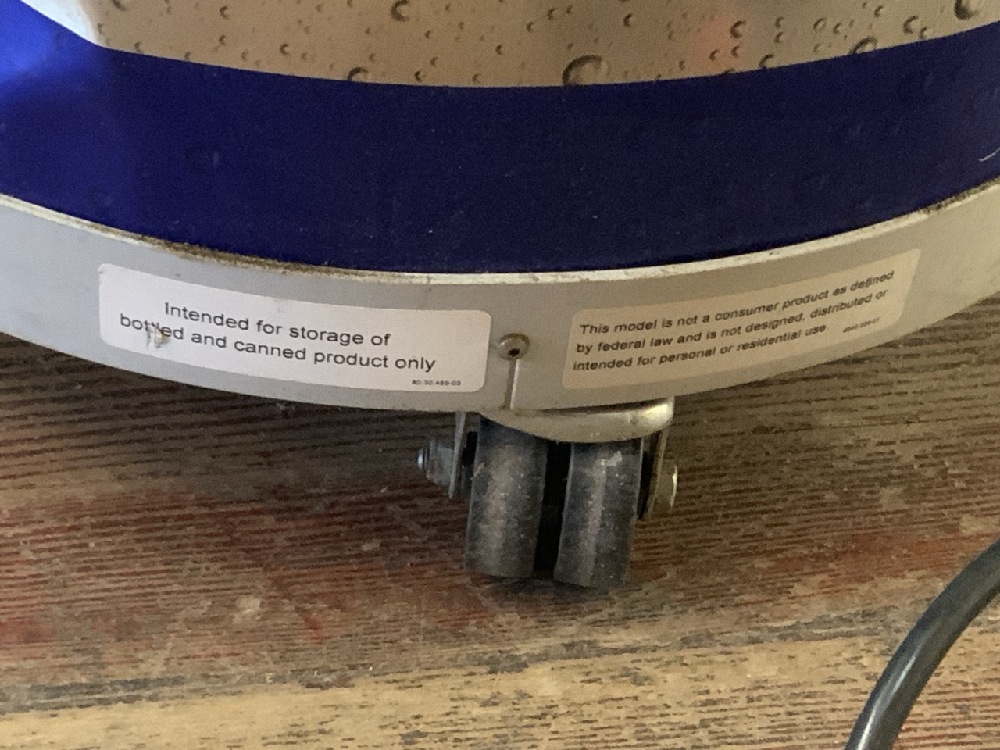 Intended for storage of
bottled and canned product only
This model is not a consumer product as defined
by federal law and is not designed, distributed or
intended for personal or residential use